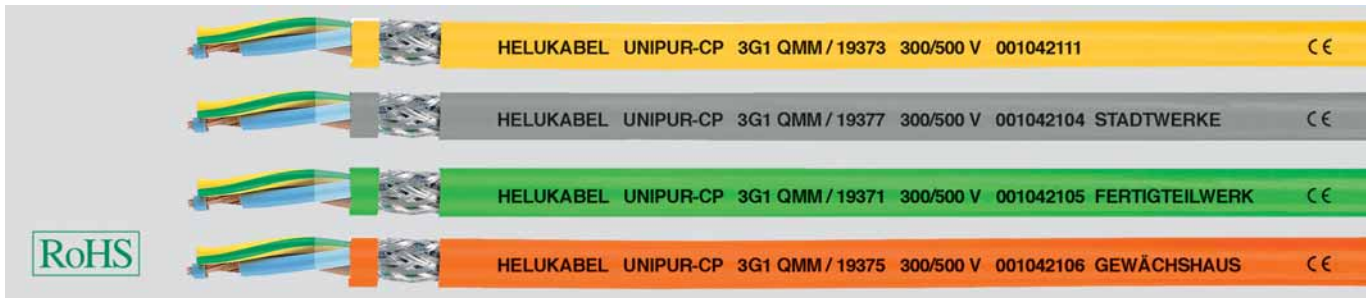 HELUKABEL UNIPUR-CP 3G1 QMM / 19373 300/500 V 001042111 CE
HELUKABEL UNIPUR-CP 3G1 QMM / 19377 300/500 V 001042104 STADTWERKE CE
HELUKABEL UNIPUR-CP 3G1 QMM / 19371 300/500 V 001042105 FERTIGTEILWERK CE
RoHS
HELUKABEL UNIPUR-CP 3G1 QMM / 19375 300/500 V 001042106 GEWÄCHSHAUS CE